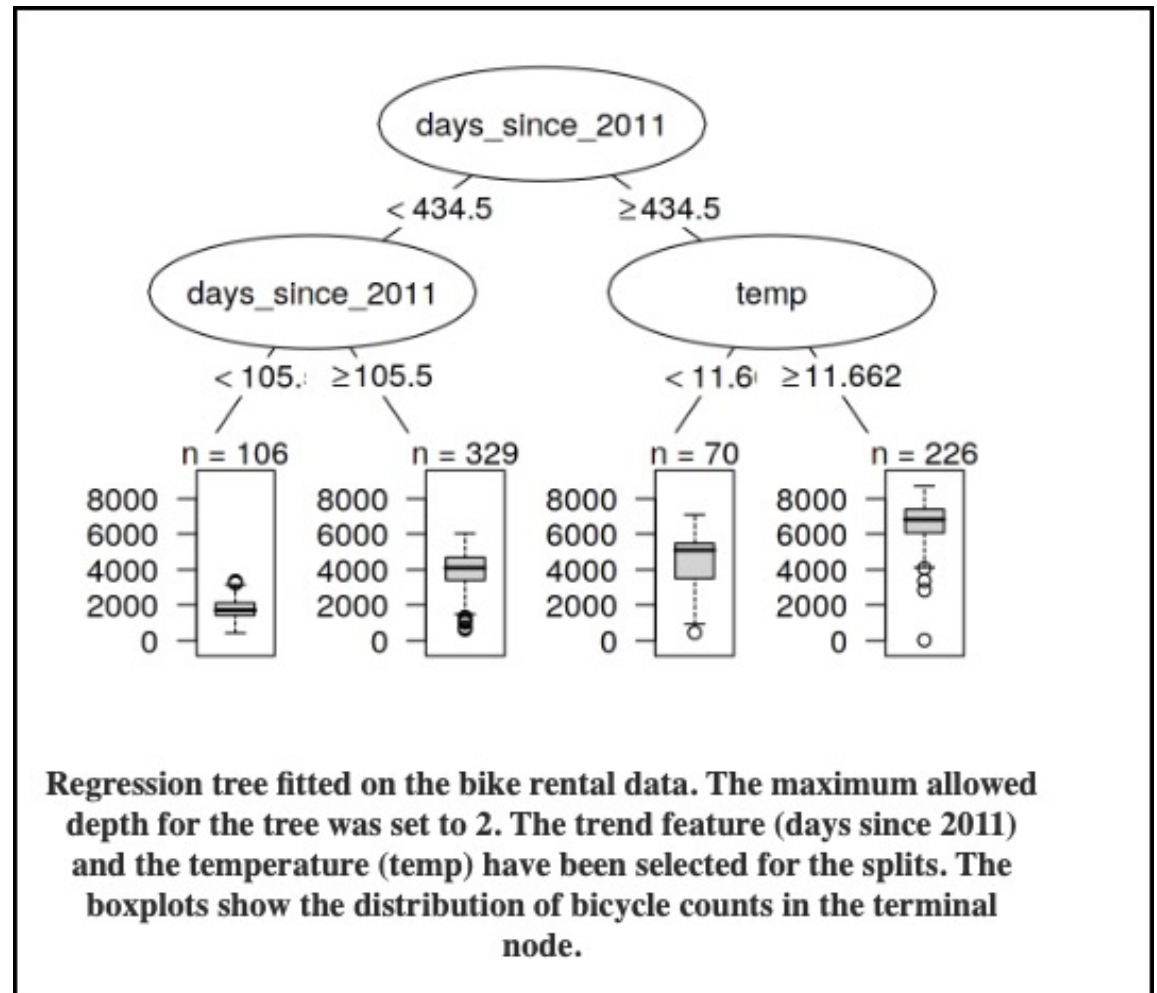 days_since_2011
< 434.5 ≥434.5
days_since_2011 temp
< 105. ≥105.5 < 11.6 ≥11.662
n = 106 n = 329 n = 70 n = 226
8000 8000 8000 8000
6000 6000 6000 6000
4000 4000 4000 4000
2000 2000 2000 2000
0 0 0 0
Regression tree fitted on the bike rental data. The maximum allowed
depth for the tree was set to 2. The trend feature (days since 2011)
and the temperature (temp) have been selected for the splits. The
boxplots show the distribution of bicycle counts in the terminal
node.